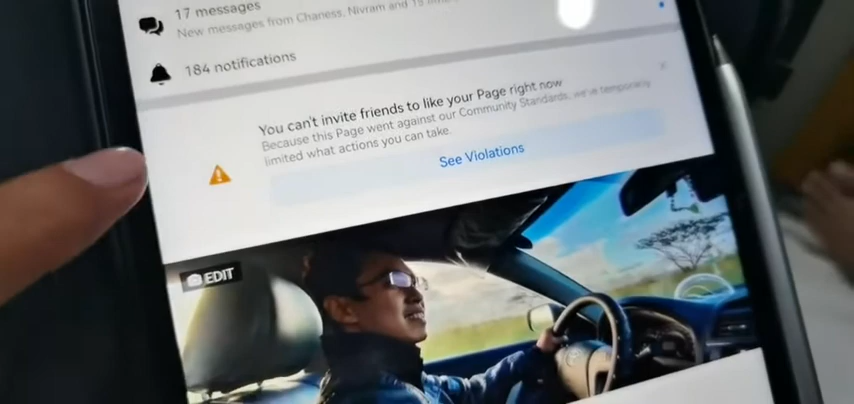 17 messages
New messages from Chaness, Nivram and 15
184 notifications
You can't invite friends to like your Page right now
Because this Page went against our Community Standards, we've temporarily
limited what actions you can take.
See Violations
EDIT